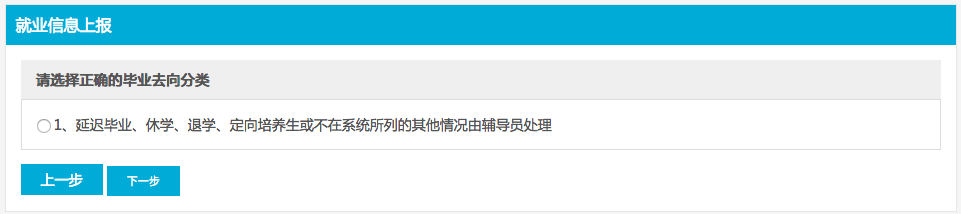 就业信息上报
请选择正确的毕业去向分类
1、延迟毕业、休学、退学、定向培养生或不在系统所列的其他情况由辅导员处理
上一步 下一步